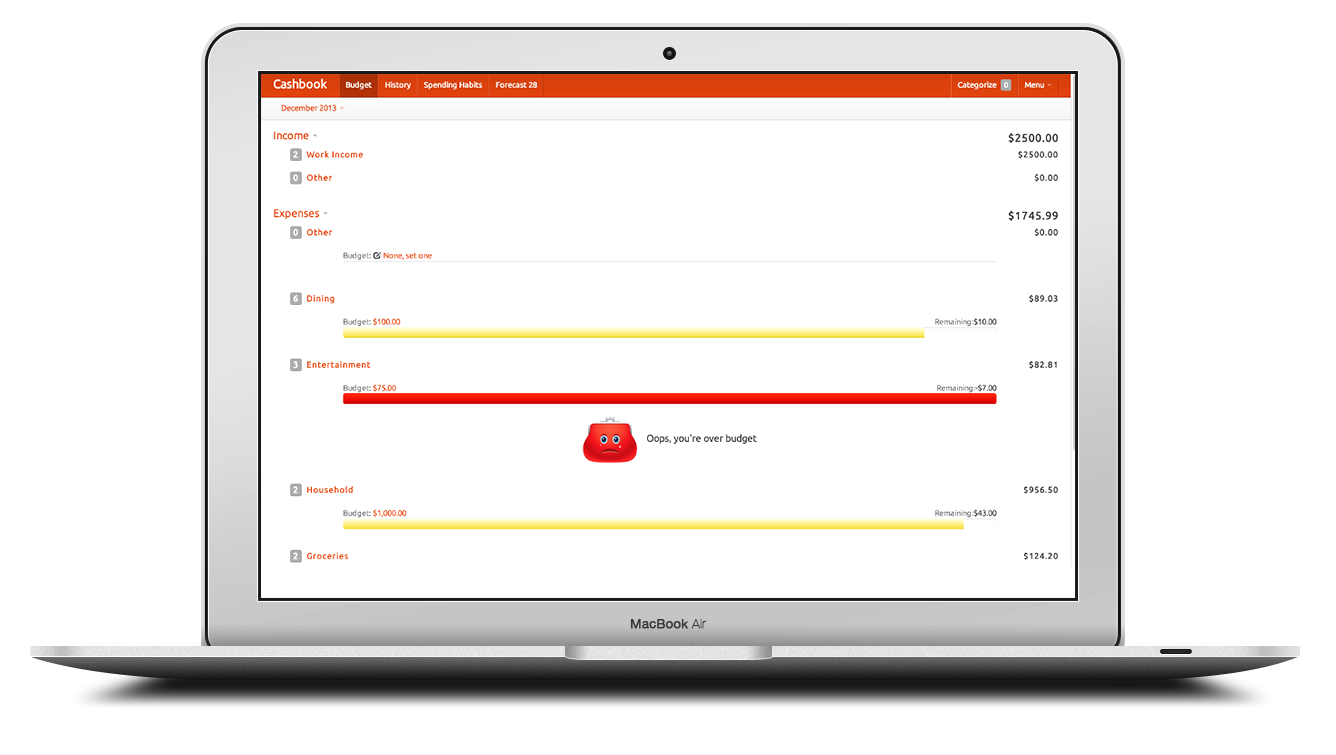 Cashbook Budget History Spending Habits Forecast 28 Categorize 0 Menu
December 2013
Income $2500.00
2 Work Income $2500.00
0 Other $0.00
Expenses $1745.99
0 Other $0.00
Budget: None, set one
6 Dining $89.03
Budget: $100.00 Remaining:$10.00
3 Entertainment $82.81
Budget: $75.00 Remaining:-$7.00
Oops, you're over budget
2 Household $956.50
Budget: $1,000.00 Remaining:$43.00
2 Groceries $124.20
MacBook Air